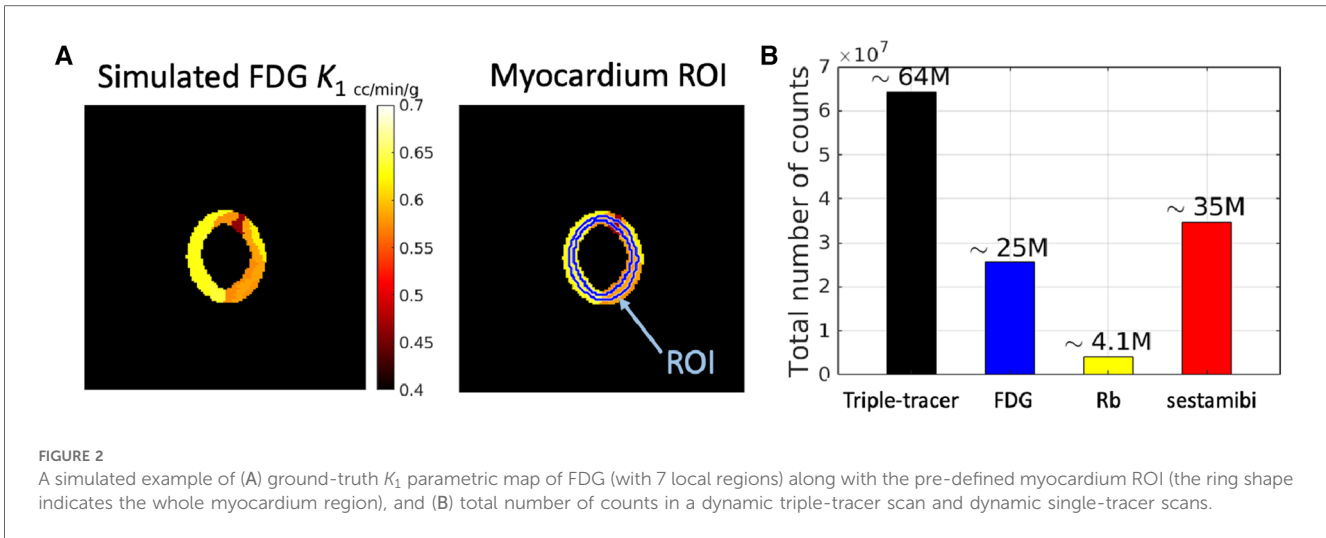 A
Simulated FDG K1 cc/min/g
0.7
0.65
0.6
0.55
0.5
0.45
0.4
Myocardium ROI
ROI
B
×10^7
Total number of counts
7
6
5
4
3
2
1
0
~ 64M
~ 25M
~ 4.1M
~ 35M
Triple-tracer FDG Rb sestamibi
FIGURE 2
A simulated example of (A) ground-truth K1 parametric map of FDG (with 7 local regions) along with the pre-defined myocardium ROI (the ring shape
indicates the whole myocardium region), and (B) total number of counts in a dynamic triple-tracer scan and dynamic single-tracer scans.